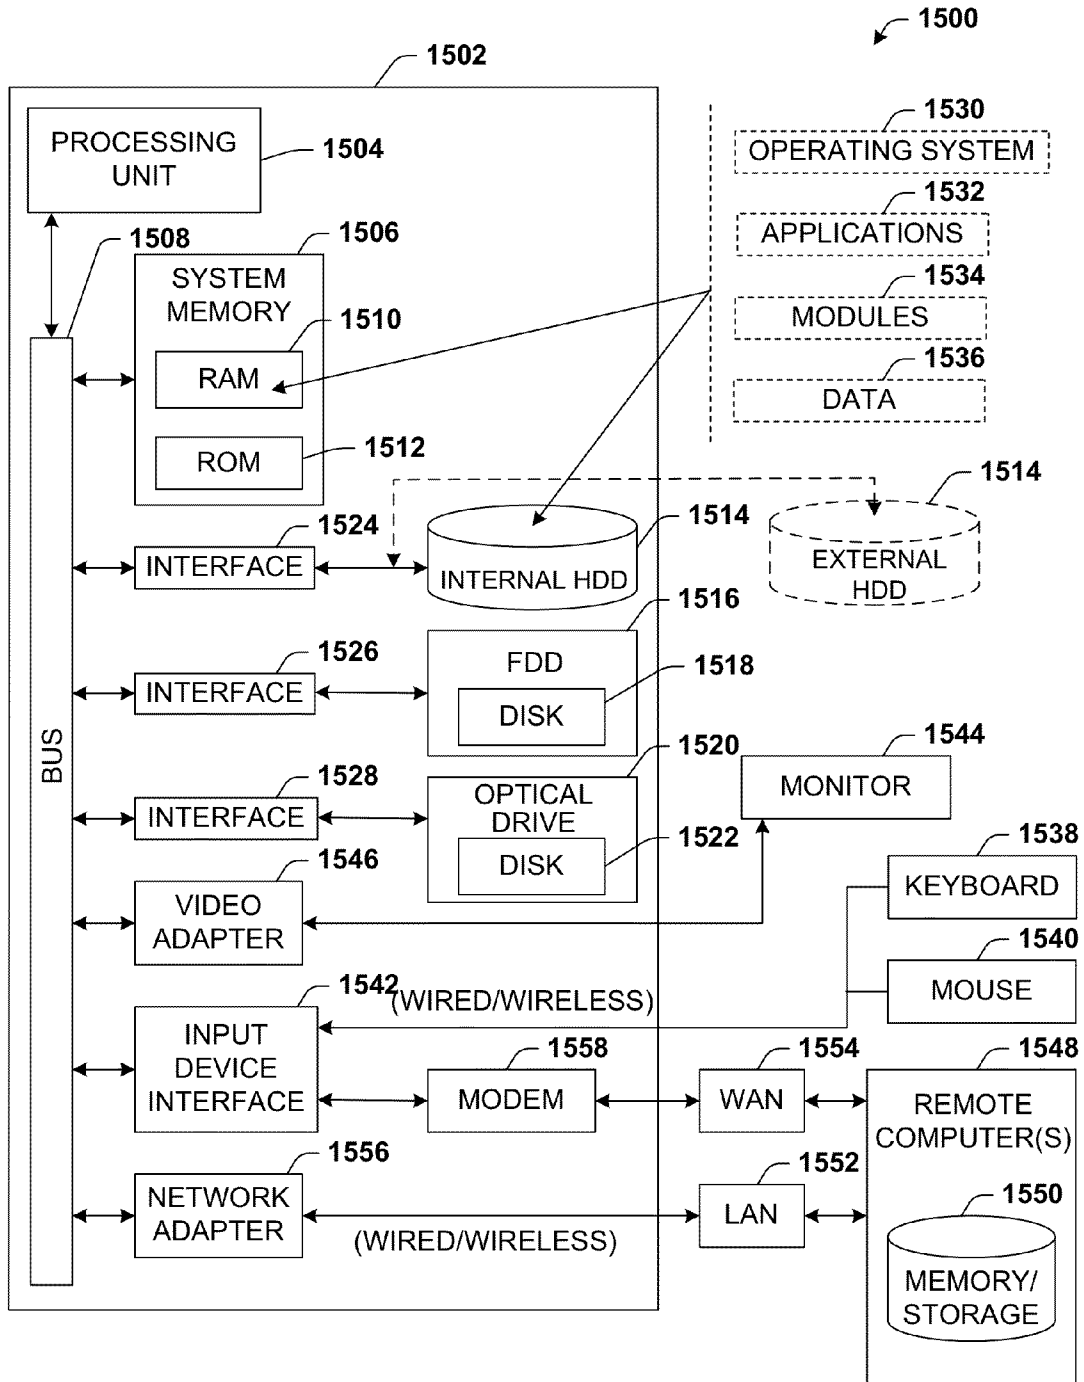 1500
1502
PROCESSING
UNIT
1504
1530
OPERATING SYSTEM
1532
APPLICATIONS
1534
MODULES
1536
DATA
1508
1506
SYSTEM
MEMORY
1510
RAM
1512
ROM
1524
INTERFACE
1514
INTERNAL HDD
1514
EXTERNAL
HDD
1526
INTERFACE
1516
FDD
1518
DISK
BUS
1528
INTERFACE
1520
OPTICAL
DRIVE
1522
DISK
1544
MONITOR
1546
VIDEO
ADAPTER
1538
KEYBOARD
1540
MOUSE
1542
(WIRED/WIRELESS)
INPUT
DEVICE
INTERFACE
1558
MODEM
1554
WAN
1548
REMOTE
COMPUTER(S)
1556
NETWORK
ADAPTER
(WIRED/WIRELESS)
1552
LAN
1550
MEMORY/
STORAGE